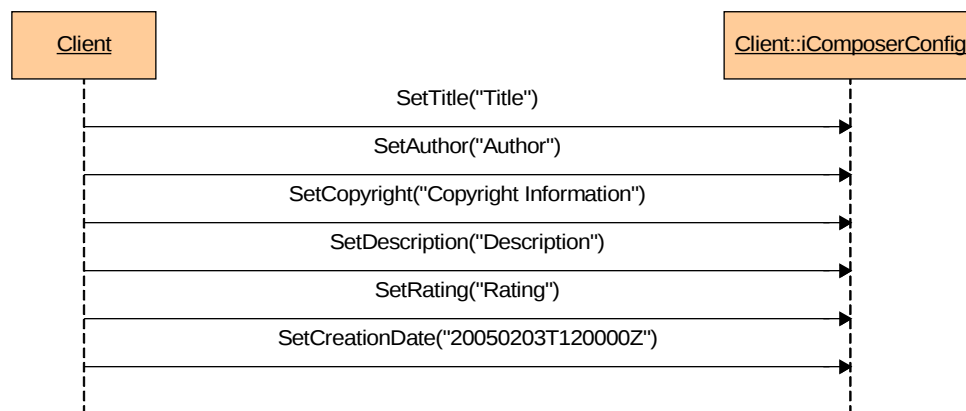 Client
Client::iComposerConfig
SetTitle("Title")
SetAuthor("Author")
SetCopyright("Copyright Information")
SetDescription("Description")
SetRating("Rating")
SetCreationDate("20050203T120000Z")